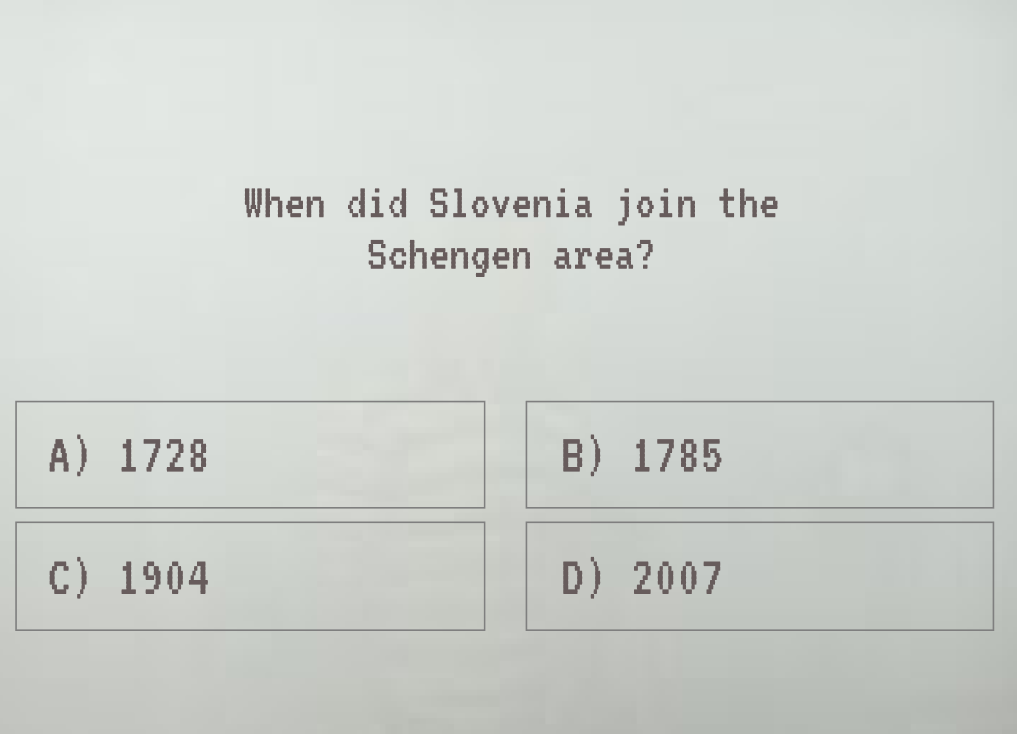 When did Slovenia join the
Schengen area?
A) 1728
B) 1785
C) 1904
D) 2007